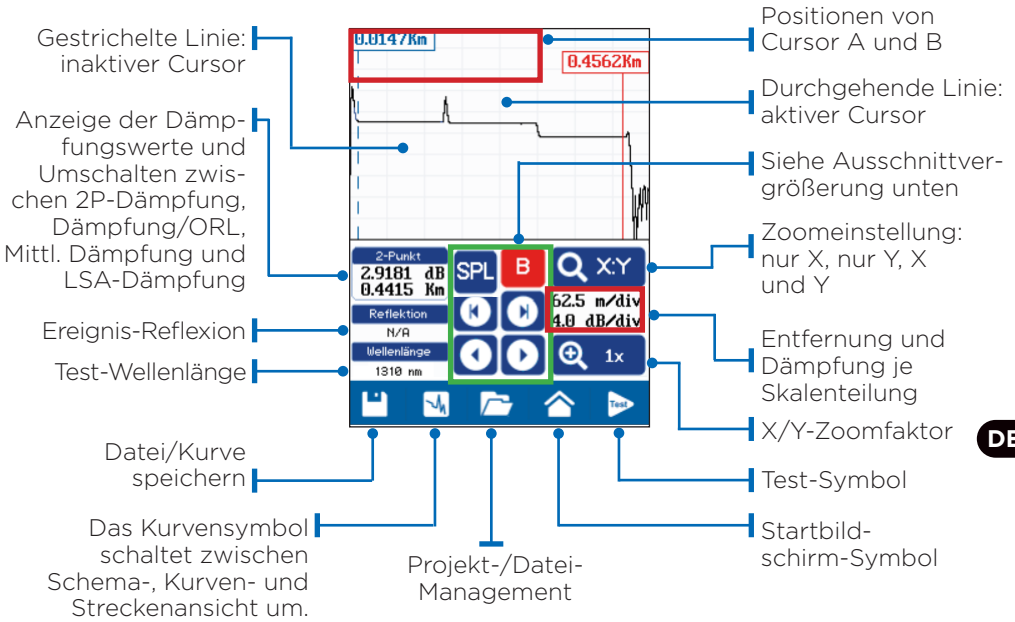 Gestrichelte Linie:
inaktiver Cursor
Anzeige der Dämp-
fungswerte und
Umschalten zwis-
chen 2P-Dämpfung,
Dämpfung/ORL,
Mittl. Dämpfung und
LSA-Dämpfung
Ereignis-Reflexion
Test-Wellenlänge
Datei/Kurve
speichern
Das Kurvensymbol
schaltet zwischen
Schema-, Kurven- und
Streckenansicht um.
0.0147Km
0.4562Km
2-Punkt
2.9181 dB
0.4415 Km
Reflektion
N/A
Wellenlänge
1310 nm
SPL
B
X:Y
62.5 m/div
4.0 dB/div
1x
Test
Projekt-/Datei-
Management
Positionen von
Cursor A und B
Durchgehende Linie:
aktiver Cursor
Siehe Ausschnittver-
größerung unten
Zoomeinstellung:
nur X, nur Y, X
und Y
Entfernung und
Dämpfung je
Skalenteilung
X/Y-Zoomfaktor
Test-Symbol
Startbild-
schirm-Symbol